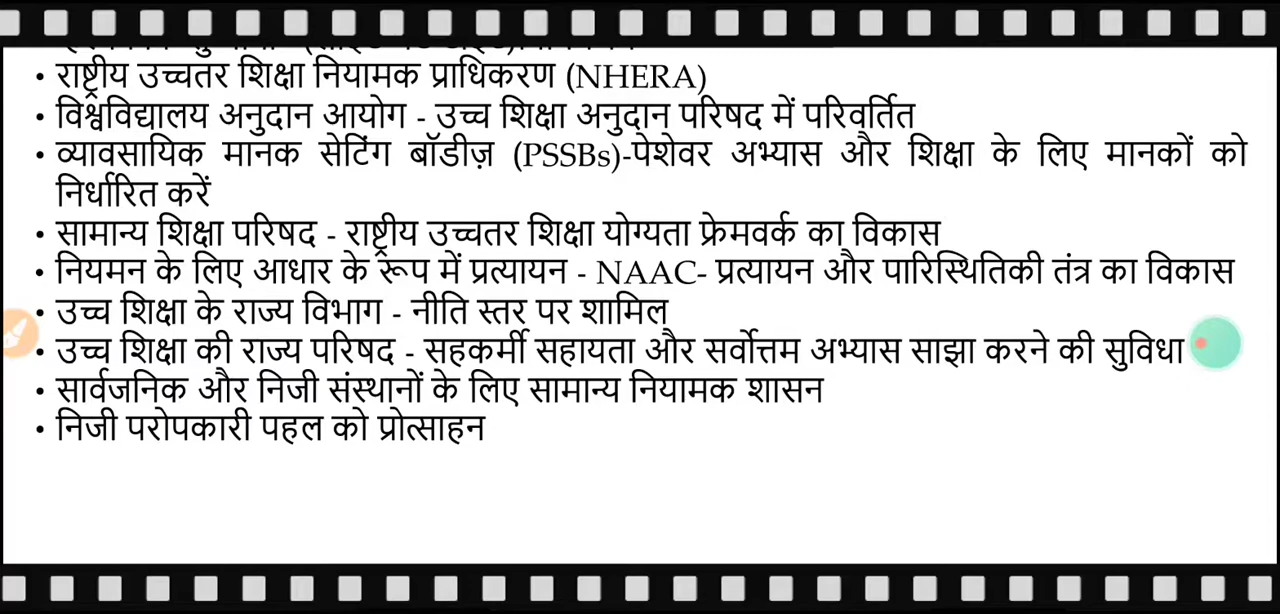 • राष्ट्रीय उच्चतर शिक्षा नियामक प्राधिकरण (NHERA)
• विश्वविद्यालय अनुदान आयोग - उच्च शिक्षा अनुदान परिषद में परिवर्तित
• व्यावसायिक मानक सेटिंग बॉडीज़ (PSSBs)-पेशेवर अभ्यास और शिक्षा के लिए मानकों को
निर्धारित करें
• सामान्य शिक्षा परिषद - राष्ट्रीय उच्चतर शिक्षा योग्यता फ्रेमवर्क का विकास
• नियमन के लिए आधार के रूप में प्रत्यायन - NAAC- प्रत्यायन और पारिस्थितिकी तंत्र का विकास
• उच्च शिक्षा के राज्य विभाग - नीति स्तर पर शामिल
• उच्च शिक्षा की राज्य परिषद - सहकर्मी सहायता और सर्वोत्तम अभ्यास साझा करने की सुविधा
• सार्वजनिक और निजी संस्थानों के लिए सामान्य नियामक शासन
• निजी परोपकारी पहल को प्रोत्साहन